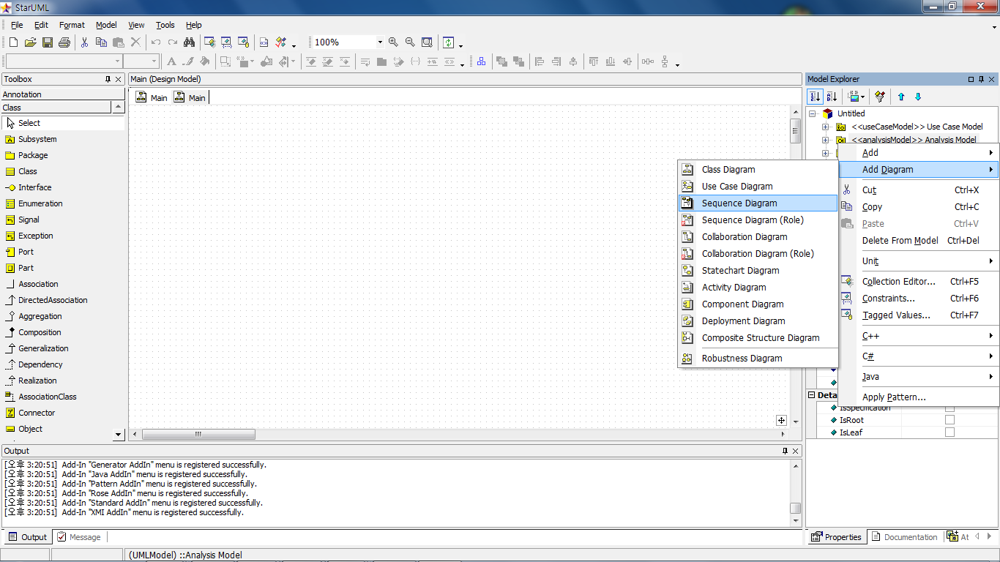 StarUML
File Edit Format Model View Tools Help
100%
Toolbox
Annotation
Class
Select
Subsystem
Package
Class
Interface
Enumeration
Signal
Exception
Port
Part
Association
DirectedAssociation
Aggregation
Composition
Generalization
Dependency
Realization
AssociationClass
Connector
Object
Main (Design Model)
Main Main
Model Explorer
Untitled
<<useCaseModel>> Use Case Model
<<analysisModel>> Analysis Model
Add
Add Diagram
Cut Ctrl+X
Copy Ctrl+C
Paste Ctrl+V
Delete From Model Ctrl+Del
Unit
Collection Editor... Ctrl+F5
Constraints... Ctrl+F6
Tagged Values... Ctrl+F7
C++
C#
Java
Apply Pattern...
Class Diagram
Use Case Diagram
Sequence Diagram
Sequence Diagram (Role)
Collaboration Diagram
Collaboration Diagram (Role)
Statechart Diagram
Activity Diagram
Component Diagram
Deployment Diagram
Composite Structure Diagram
Robustness Diagram
Deta
IsSpecification
IsRoot
IsLeaf
Properties Documentation At
Output
[오후 3:20:51] Add-In "Generator AddIn" menu is registered successfully.
[오후 3:20:51] Add-In "Java AddIn" menu is registered successfully.
[오후 3:20:51] Add-In "Pattern AddIn" menu is registered successfully.
[오후 3:20:51] Add-In "Rose AddIn" menu is registered successfully.
[오후 3:20:51] Add-In "Standard AddIn" menu is registered successfully.
[오후 3:20:51] Add-In "XMI AddIn" menu is registered successfully.
Output Message
(UMLModel) ::Analysis Model